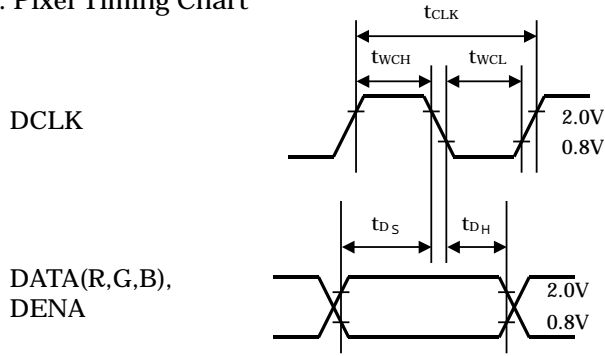 . Pixel Timing Chart
tCLK
tWCH
tWCL
DCLK
2.0V
0.8V
tDS
tDH
DATA(R,G,B),
DENA
2.0V
0.8V